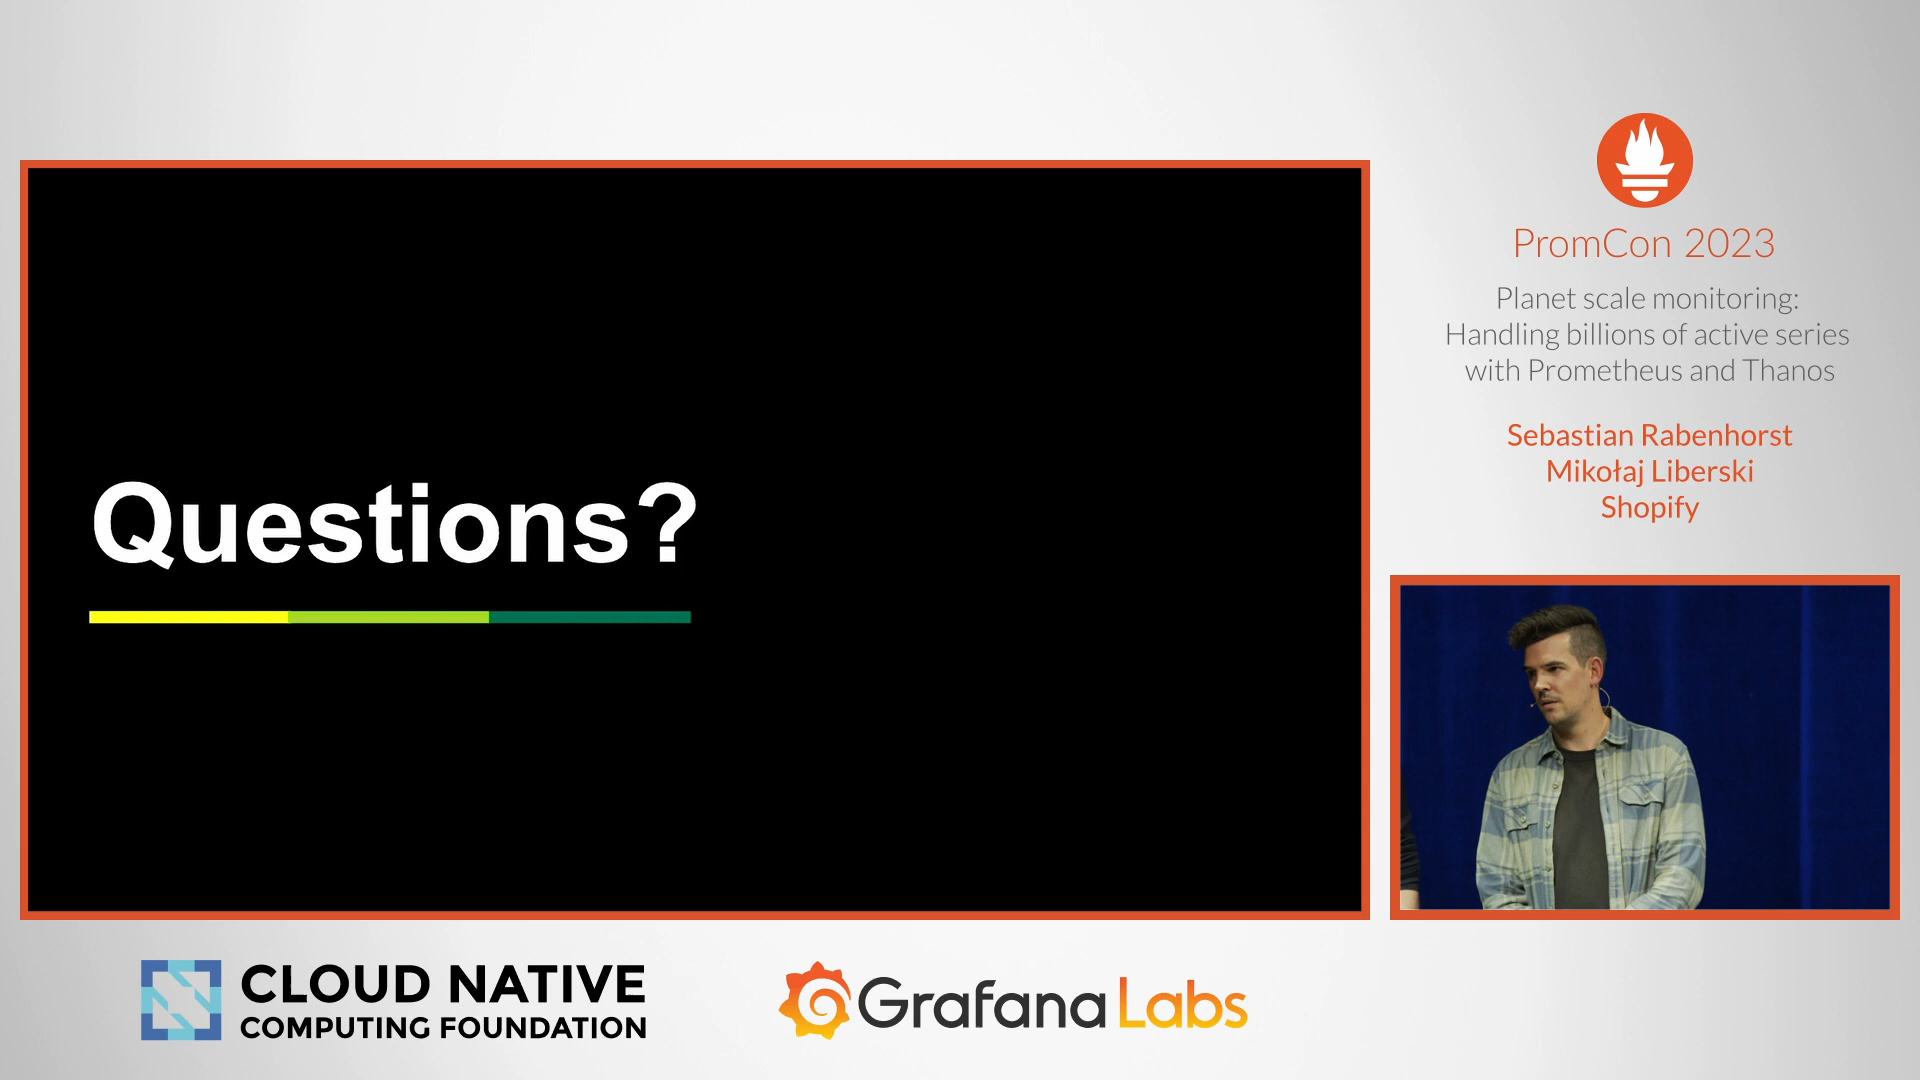 Questions?
PromCon 2023
Planet scale monitoring:
Handling billions of active series
with Prometheus and Thanos
Sebastian Rabenhorst
Mikołaj Liberski
Shopify
CLOUD NATIVE
COMPUTING FOUNDATION
Grafana Labs